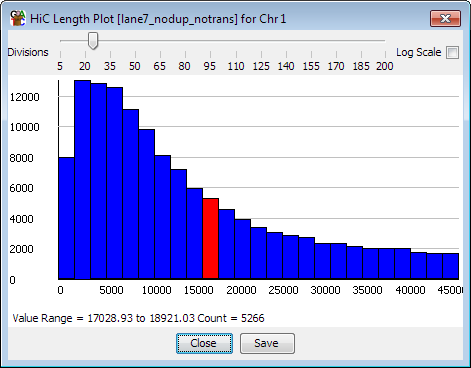 HiC Length Plot [lane7_nodup_notrans] for Chr 1
Divisions
Log Scale
5 20 35 50 65 80 95 110 125 140 155 170 185 200
12000
10000
8000
6000
4000
2000
0
0 5000 10000 15000 20000 25000 30000 35000 40000 45000
Value Range = 17028.93 to 18921.03 Count = 5266
Close Save